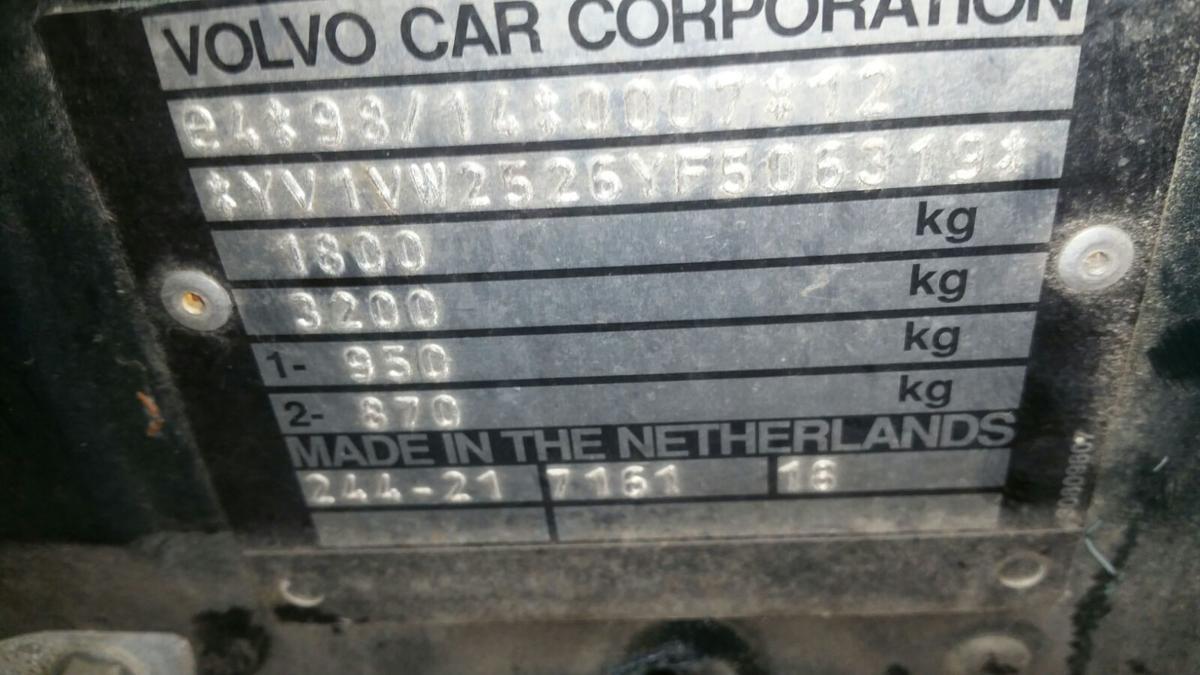 VOLVO CAR CORPORATION
e4*98/14*0007*12
*YV1VW2526YF506319*
1800 kg
3200 kg
1- 950 kg
2- 870 kg
MADE IN THE NETHERLANDS
244-21 7161 16